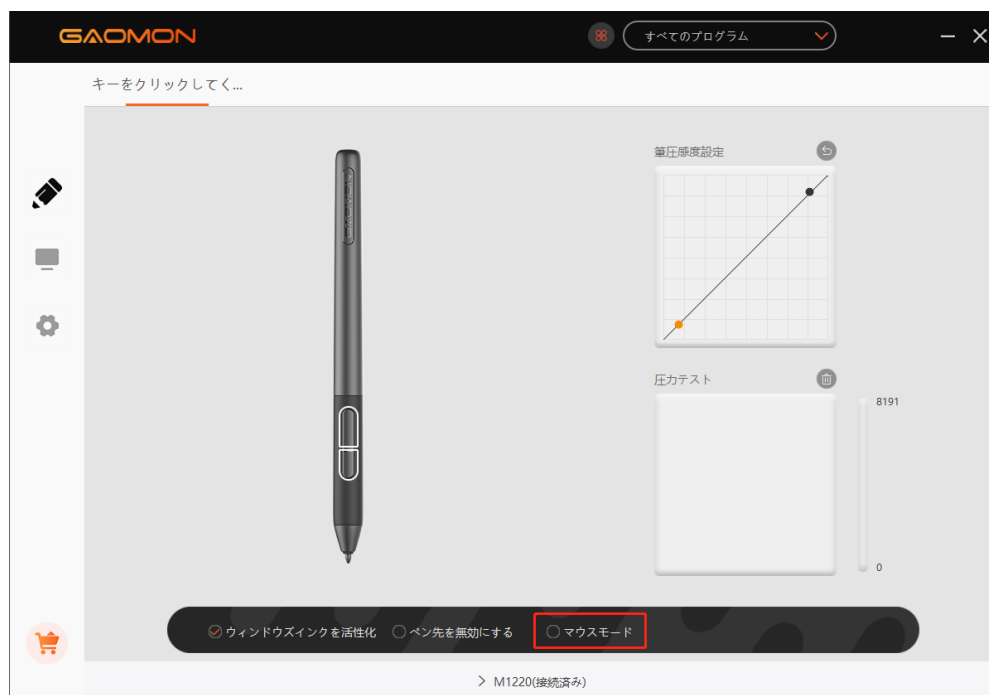 GAOMON
すべてのプログラム
キーをクリックしてく...
筆圧感度設定
GAOMON
圧力テスト
8191
0
ウィンドウズインクを活性化
ペン先を無効にする
マウスモード
M1220(接続済み)